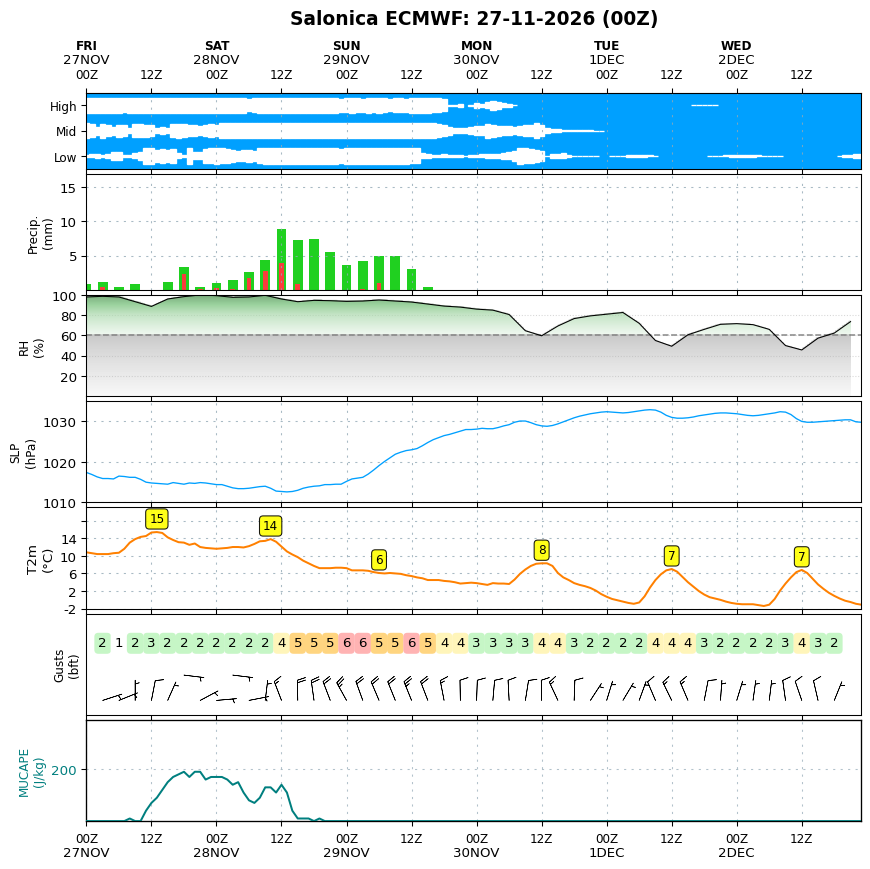 Salonica ECMWF: 27-11-2026 (00Z)
FRI SAT SUN MON TUE WED
27NOV 28NOV 29NOV 30NOV 1DEC 2DEC
00Z 12Z 00Z 12Z 00Z 12Z 00Z 12Z 00Z 12Z 00Z 12Z
High
Mid
Low
Precip.
(mm)
15
10
5
RH
(%)
100
80
60
40
20
SLP
(hPa)
1030
1020
1010
T2m
(°C)
14
10
6
2
-2
15 14 6 8 7 7
Gusts
(bft)
2 1 2 3 2 2 2 2 2 2 2 4 5 5 5 6 6 5 5 6 5 4 4 3 3 3 3 4 4 3 2 2 2 2 4 4 4 3 2 2 2 2 3 4 3 2
MUCAPE
(J/kg)
200
00Z 12Z 00Z 12Z 00Z 12Z 00Z 12Z 00Z 12Z 00Z 12Z
27NOV 28NOV 29NOV 30NOV 1DEC 2DEC